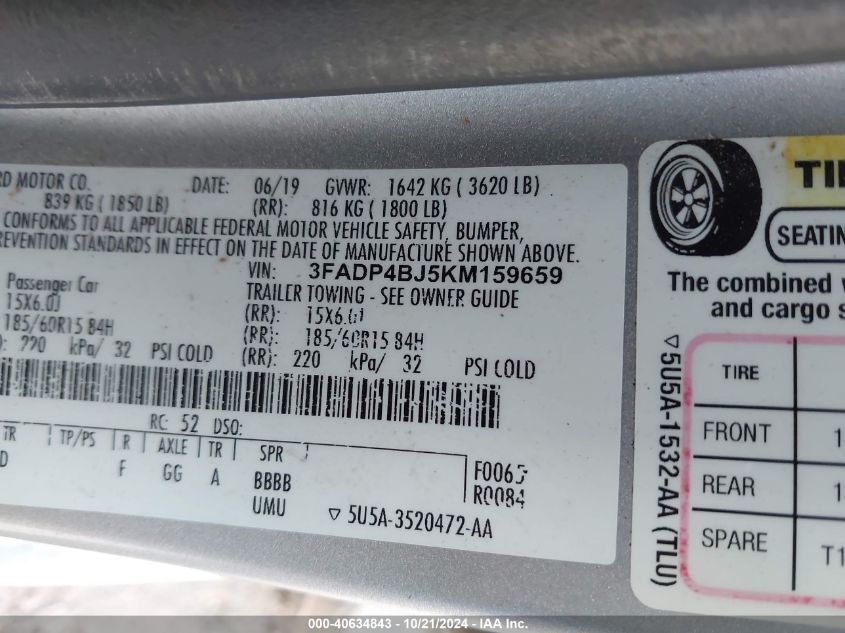 RD MOTOR CO. DATE: 06/19 GVWR: 1642 KG ( 3620 LB)
839 KG ( 1850 LB) (RR): 816 KG ( 1800 LB)
CONFORMS TO ALL APPLICABLE FEDERAL MOTOR VEHICLE SAFETY, BUMPER,
REVENTION STANDARDS IN EFFECT ON THE DATE OF MANUFACTURE SHOWN ABOVE.
VIN: 3FADP4BJ5KM159659
Passenger Car TRAILER TOWING - SEE OWNER GUIDE
15X6.0J (RR): 15X6.0J
185/60R15 84H (RR): 185/60R15 84H
): 220 kPa/ 32 PSI COLD (RR): 220 kPa/ 32 PSI COLD
RC: 52 DSO:
TR TP/PS R AXLE TR SPR
D F GG A BBBB
UMU
F0065
R0084
▽ 5U5A-3520472-AA
TI
SEATIN
The combined
and cargo s
▽5U5A-1532-AA (TLU)
TIRE
FRONT 1
REAR 1
SPARE T1
000-40634843 - 10/21/2024 - IAA Inc.